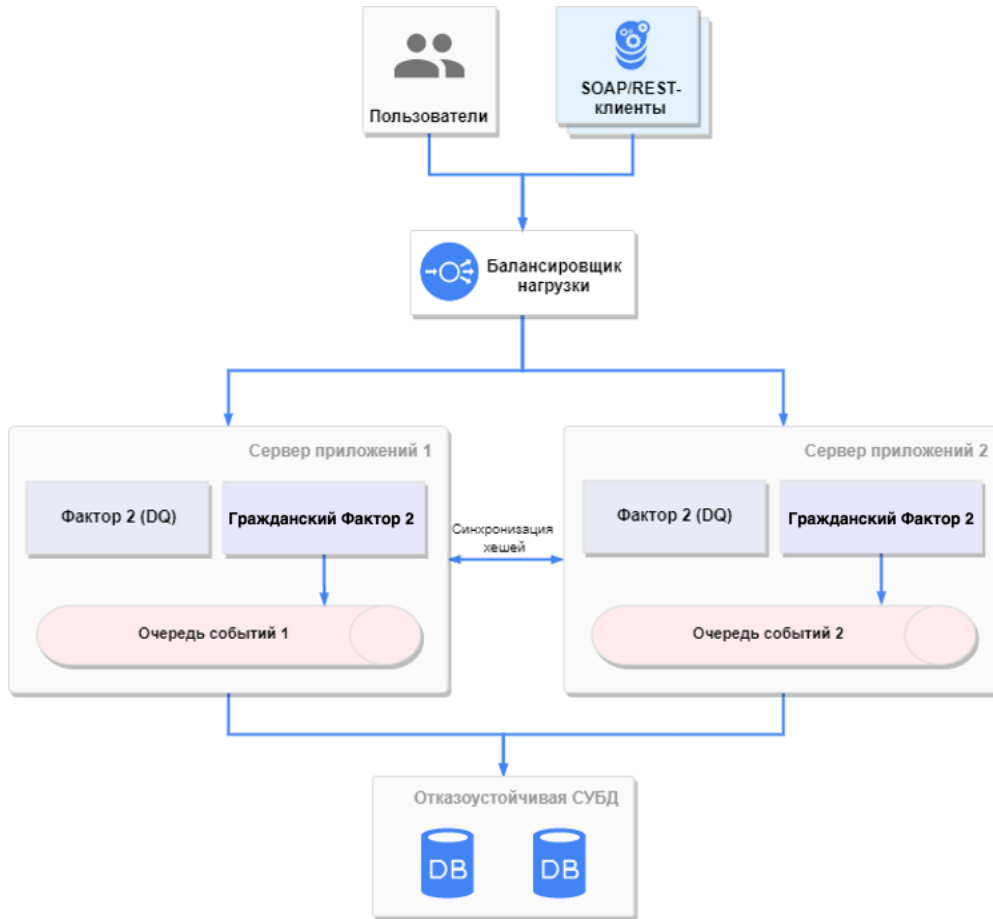 Пользователи
SOAP/REST-
клиенты
Балансировщик
нагрузки
Сервер приложений 1
Фактор 2 (DQ)
Гражданский Фактор 2
Очередь событий 1
Синхронизация
хешей
Сервер приложений 2
Фактор 2 (DQ)
Гражданский Фактор 2
Очередь событий 2
Отказоустойчивая СУБД
DB
DB